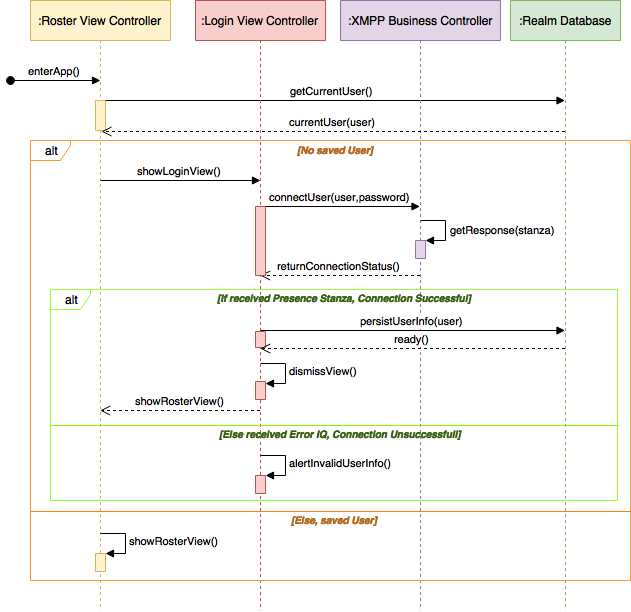 :Roster View Controller
:Login View Controller
:XMPP Business Controller
:Realm Database
enterApp()
getCurrentUser()
currentUser(user)
alt
[No saved User]
showLoginView()
connectUser(user,password)
getResponse(stanza)
returnConnectionStatus()
alt
[If received Presence Stanza, Connection Successful]
persistUserInfo(user)
ready()
dismissView()
showRosterView()
[Else received Error IQ, Connection Unsuccessfull]
alertInvalidUserInfo()
[Else, saved User]
showRosterView()